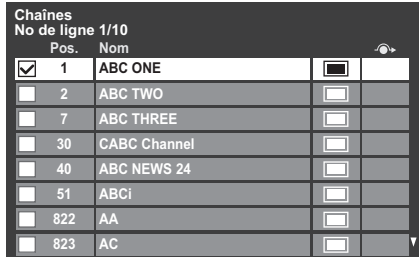 Chaînes
No de ligne 1/10
Pos. Nom
1 ABC ONE
2 ABC TWO
7 ABC THREE
30 CABC Channel
40 ABC NEWS 24
51 ABCi
822 AA
823 AC